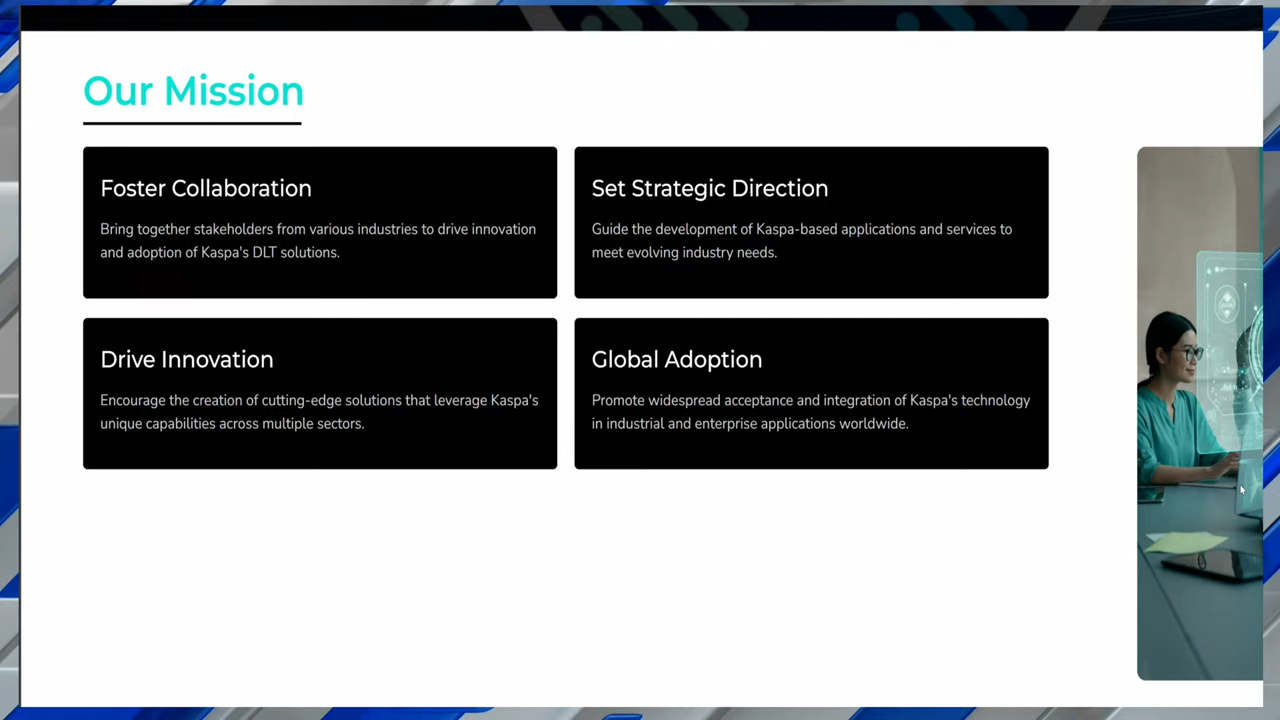 Our Mission
Foster Collaboration
Bring together stakeholders from various industries to drive innovation
and adoption of Kaspa's DLT solutions.
Set Strategic Direction
Guide the development of Kaspa-based applications and services to
meet evolving industry needs.
Drive Innovation
Encourage the creation of cutting-edge solutions that leverage Kaspa's
unique capabilities across multiple sectors.
Global Adoption
Promote widespread acceptance and integration of Kaspa's technology
in industrial and enterprise applications worldwide.